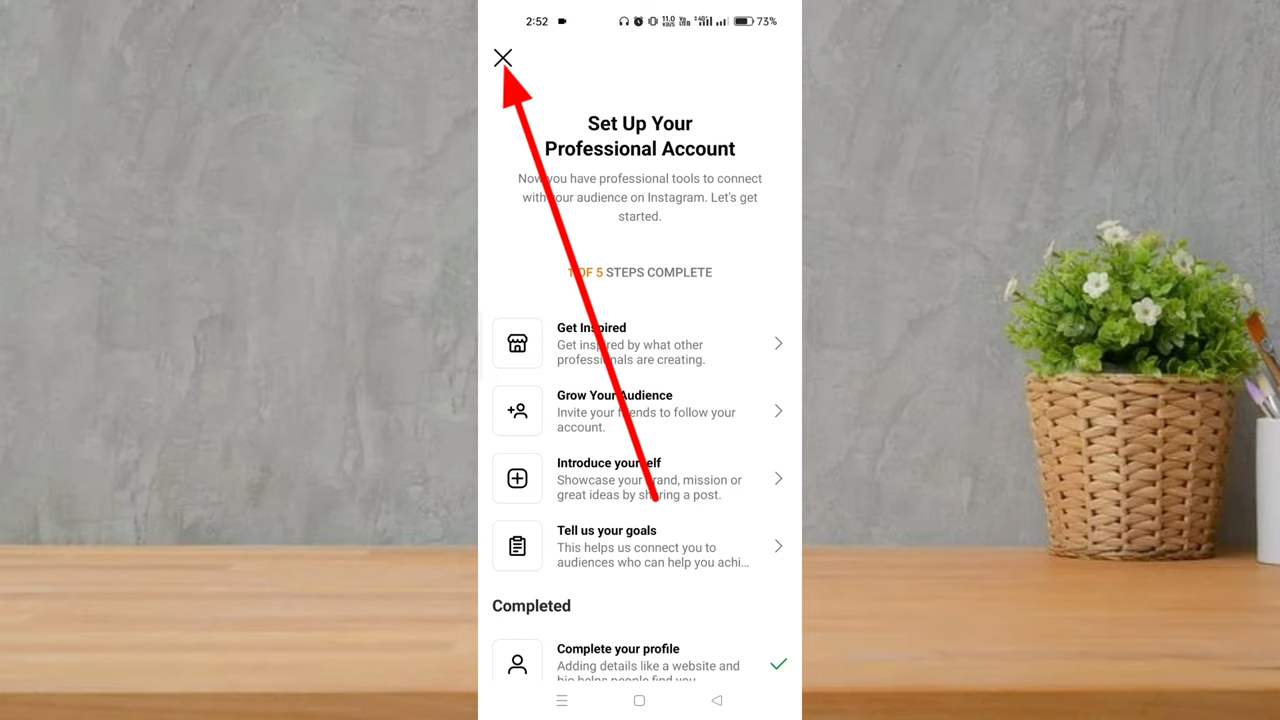 2:52
73%
Set Up Your
Professional Account
Now you have professional tools to connect
with your audience on Instagram. Let's get
started.
1 OF 5 STEPS COMPLETE
Get Inspired
Get inspired by what other
professionals are creating.
Grow Your Audience
Invite your friends to follow your
account.
Introduce yourself
Showcase your brand, mission or
great ideas by sharing a post.
Tell us your goals
This helps us connect you to
audiences who can help you achi...
Completed
Complete your profile
Adding details like a website and
bio helps people find you